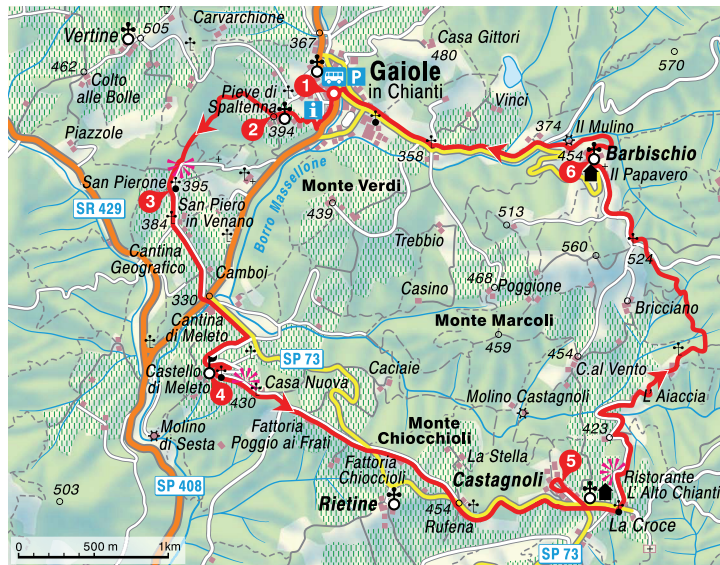 Vertine
505
Carvarchione
367
Casa Gittori
480
570
462
Colto
alle Bolle
Gaiole
in Chianti
P
1
i
Pieve di
Spaltenna
2
394
Vinci
374
Il Mulino
Piazzole
358
454
Barbischio
6
Il Papavero
San Pierone
395
3
SR 429
384
San Piero
in Venano
Borro Massellone
Monte Verdi
439
513
Trebbio
560
524
Cantina
Geografico
Camboi
330
Casino
468
Poggione
Bricciano
Cantina
di Meleto
Monte Marcoli
459
SP 73
454
C.al Vento
Castello
di Meleto
4
430
Casa Nuova
Caciaie
Molino Castagnoli
L'Aiaccia
Molino
di Sesta
Fattoria
Poggio ai Frati
Monte
Chiocchioli
423
La Stella
Fattoria
Chioccioli
Castagnoli
5
Ristorante
L'Alto Chianti
SP 408
503
Rietine
454
Rufena
La Croce
SP 73
0
500 m
1km